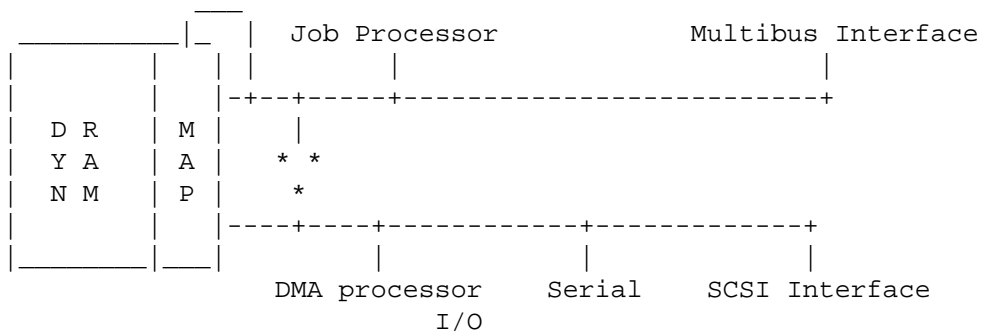 Job Processor Multibus Interface
D R M
Y A A
N M P
DMA processor Serial SCSI Interface
I/O